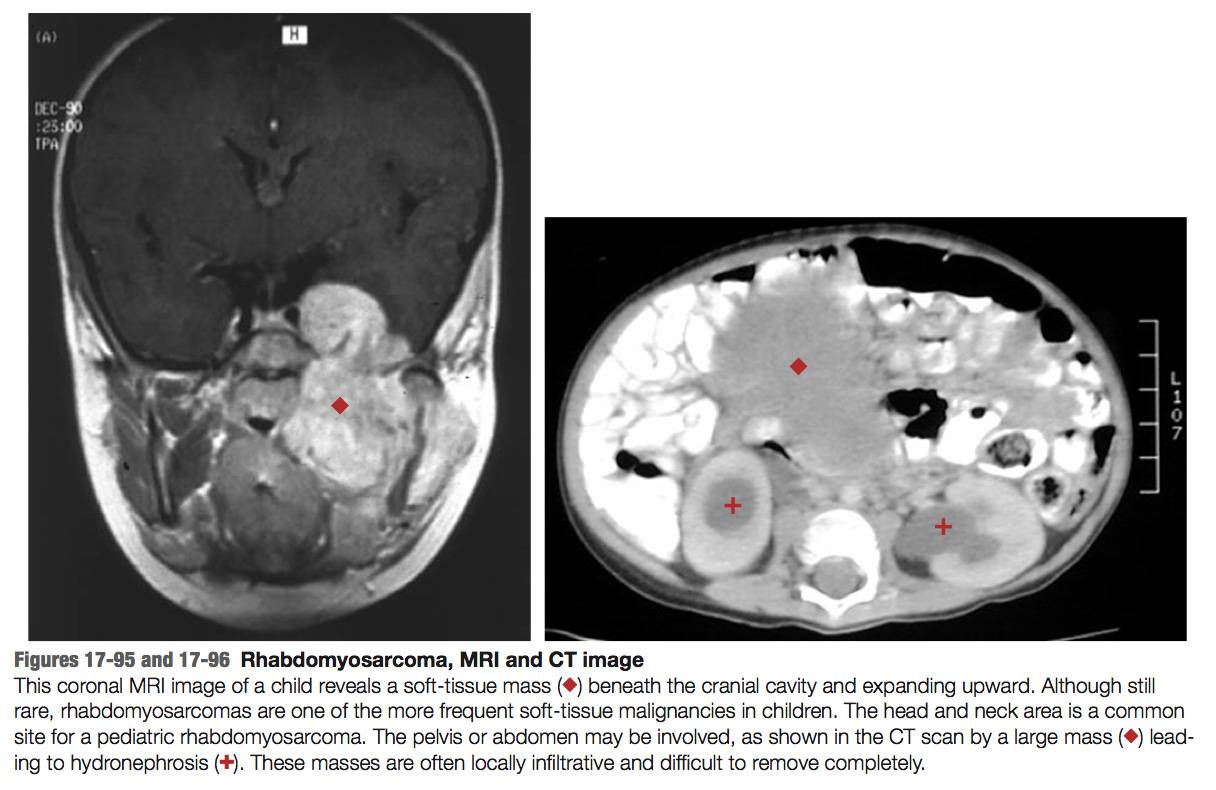 (A)
H
DEC-90
:25:00
TPA
L
1
0
7
Figures 17-95 and 17-96 Rhabdomyosarcoma, MRI and CT image
This coronal MRI image of a child reveals a soft-tissue mass (◆) beneath the cranial cavity and expanding upward. Although still
rare, rhabdomyosarcomas are one of the more frequent soft-tissue malignancies in children. The head and neck area is a common
site for a pediatric rhabdomyosarcoma. The pelvis or abdomen may be involved, as shown in the CT scan by a large mass (◆) lead-
ing to hydronephrosis (+). These masses are often locally infiltrative and difficult to remove completely.